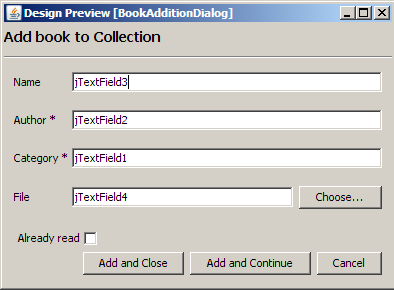 Design Preview [BookAdditionDialog]
Add book to Collection
Name jTextField3
Author * jTextField2
Category * jTextField1
File jTextField4 Choose...
Already read
Add and Close Add and Continue Cancel